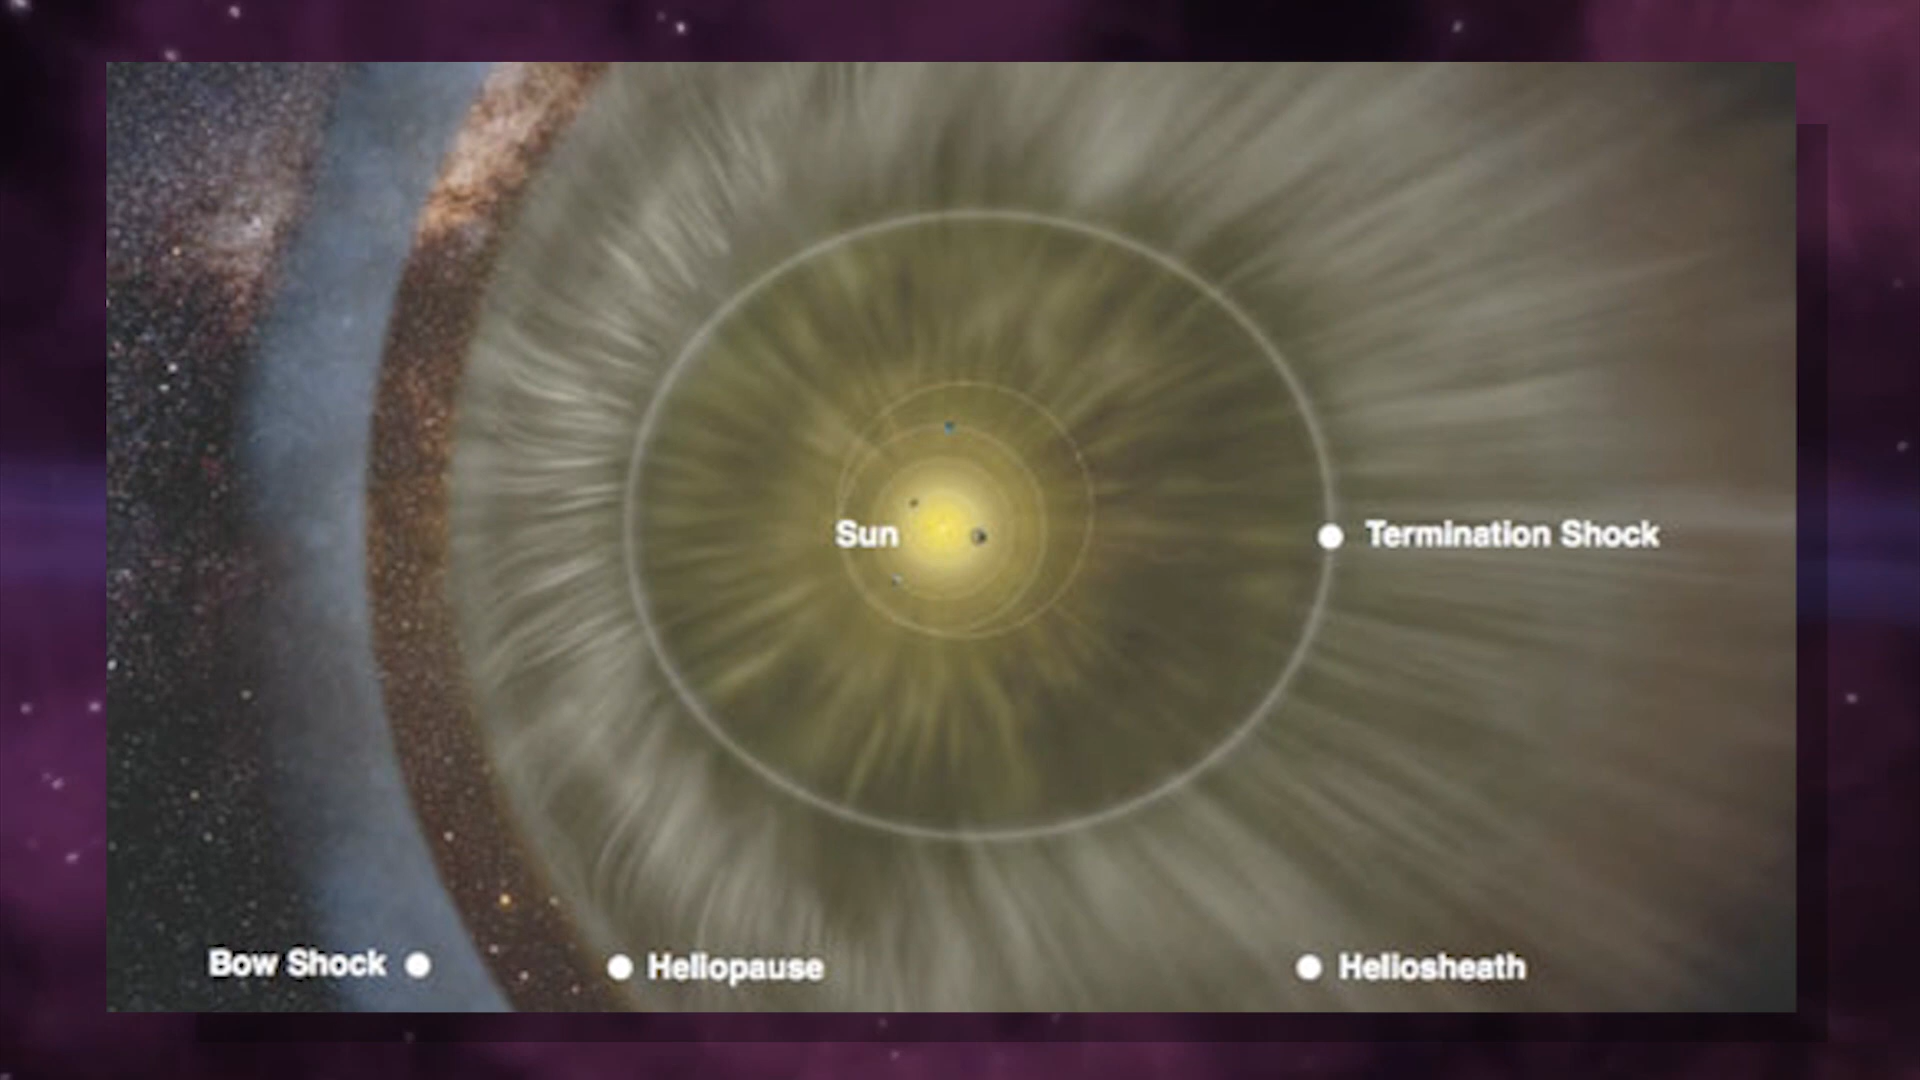 Sun
Termination Shock
Bow Shock
Heliopause
Heliosheath